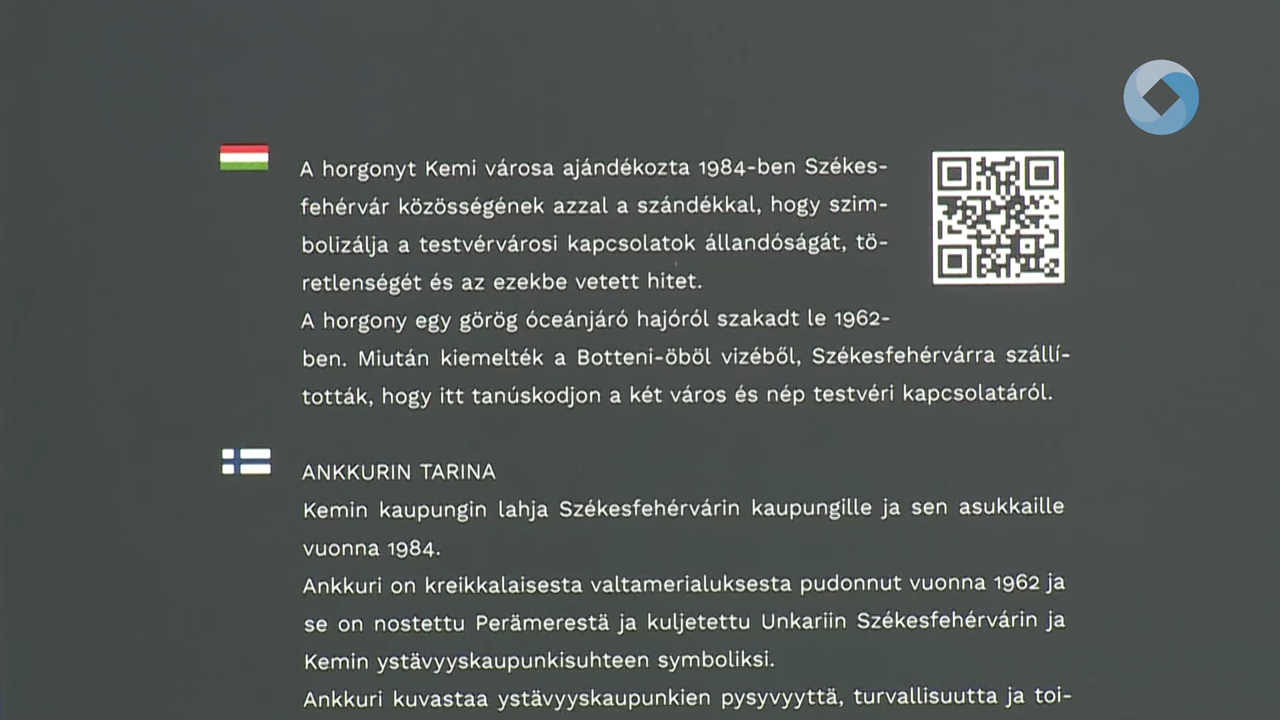 A horgonyt Kemi városa ajándékozta 1984-ben Székes-
fehérvár közösségének azzal a szándékkal, hogy szim-
bolizálja a testvérvárosi kapcsolatok állandóságát, tö-
retlenségét és az ezekbe vetett hitet.
A horgony egy görög óceánjáró hajóról szakadt le 1962-
ben. Miután kiemelték a Botteni-öböl vizéből, Székesfehérvárra szállí-
tották, hogy itt tanúskodjon a két város és nép testvéri kapcsolatáról.
ANKKURIN TARINA
Kemin kaupungin lahja Székesfehérvárin kaupungille ja sen asukkaille
vuonna 1984.
Ankkuri on kreikkalaisesta valtamerialuksesta pudonnut vuonna 1962 ja
se on nostettu Perämerestä ja kuljetettu Unkariin Székesfehérvárin ja
Kemin ystävyyskaupunkisuhteen symboliksi.
Ankkuri kuvastaa ystävyyskaupunkien pysyvyyttä, turvallisuutta ja toi-